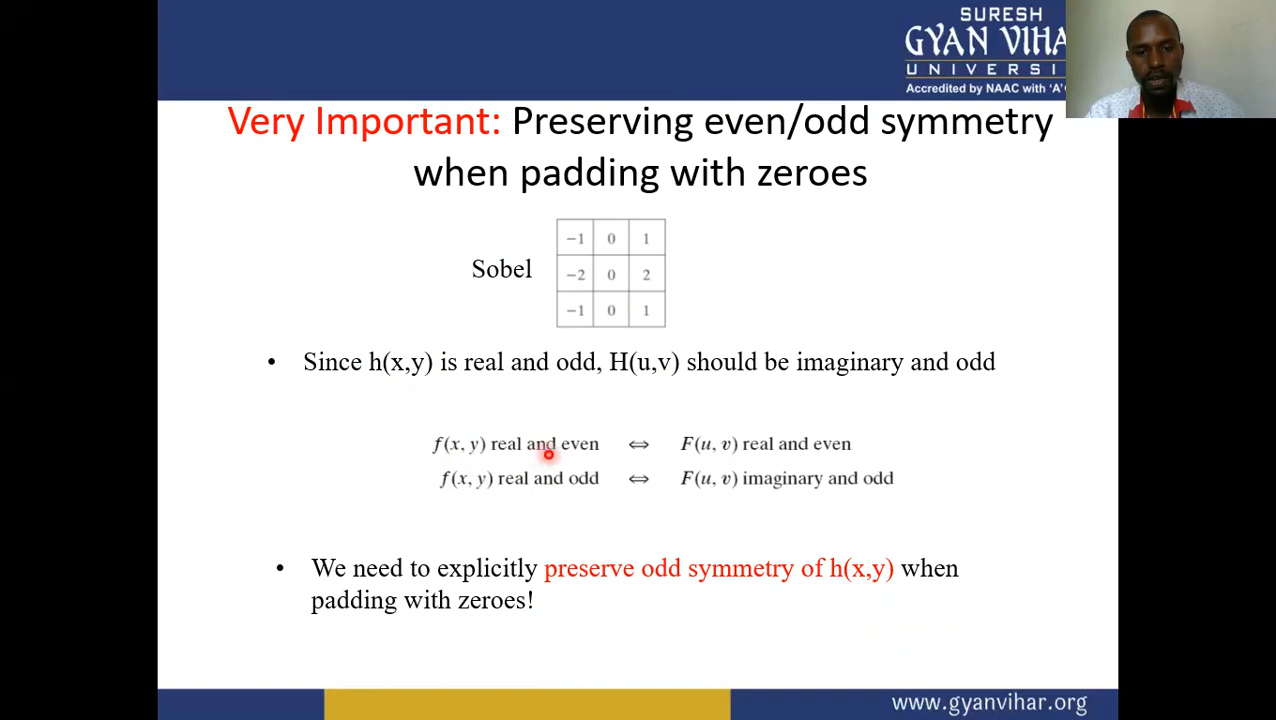 SURESH
GYAN VIHA
UNIVERSI
Accredited by NAAC with 'A'
Very Important: Preserving even/odd symmetry
when padding with zeroes
−1 0 1
Sobel
−2 0 2
−1 0 1
• Since h(x,y) is real and odd, H(u,v) should be imaginary and odd
f(x, y) real and even ⇔ F(u, v) real and even
f(x, y) real and odd ⇔ F(u, v) imaginary and odd
• We need to explicitly preserve odd symmetry of h(x,y) when
padding with zeroes!
www.gyanvihar.org